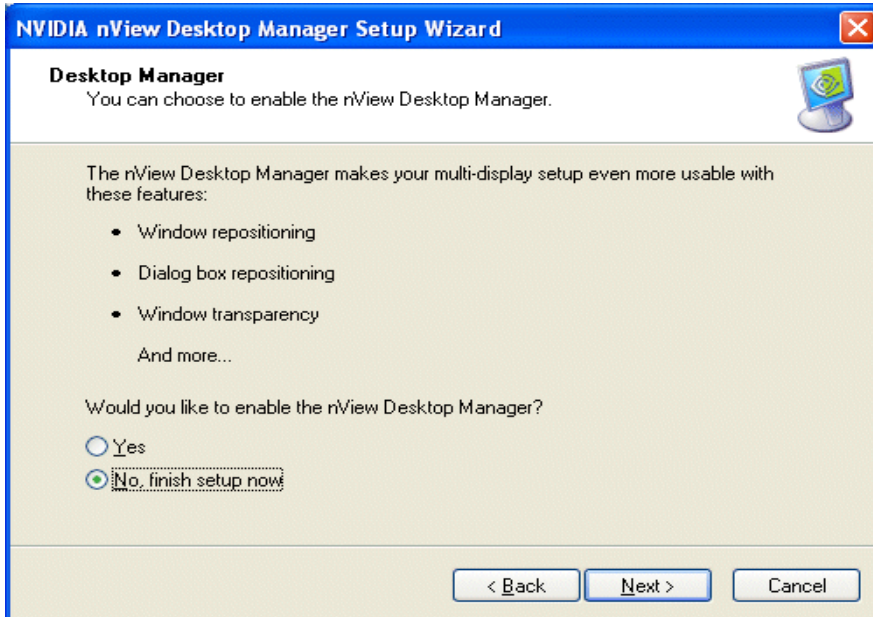 NVIDIA nView Desktop Manager Setup Wizard
Desktop Manager
You can choose to enable the nView Desktop Manager.
The nView Desktop Manager makes your multi-display setup even more usable with
these features:
• Window repositioning
• Dialog box repositioning
• Window transparency
And more...
Would you like to enable the nView Desktop Manager?
Yes
No, finish setup now
< Back Next > Cancel